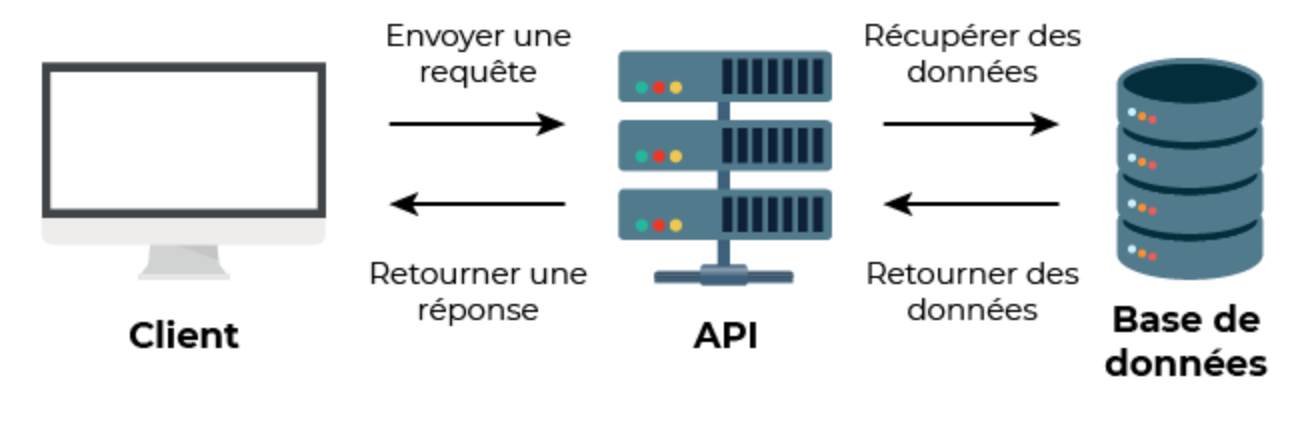 Envoyer une
requête
Récupérer des
données
Retourner une
réponse
Retourner des
données
Client
API
Base de
données